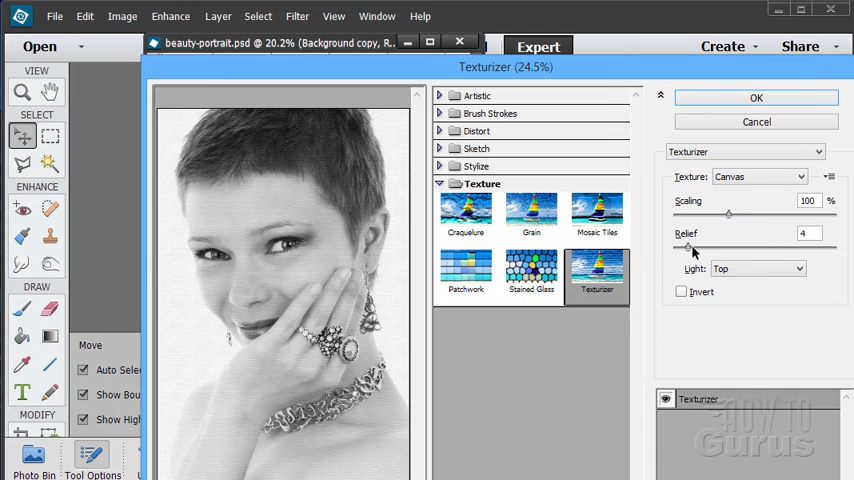 File Edit Image Enhance Layer Select Filter View Window Help
Open
beauty-portrait.psd @ 20.2% (Background copy, R...
Expert
Create
Share
Texturizer (24.5%)
VIEW
SELECT
ENHANCE
DRAW
MODIFY
Move
Auto Selec
Show Bou
Show High
Photo Bin
Tool Options
Artistic
Brush Strokes
Distort
Sketch
Stylize
Texture
Craquelure
Grain
Mosaic Tiles
Patchwork
Stained Glass
Texturizer
OK
Cancel
Texturizer
Texture: Canvas
Scaling 100 %
Relief 4
Light: Top
Invert
Texturizer
HOW TO
Gurus